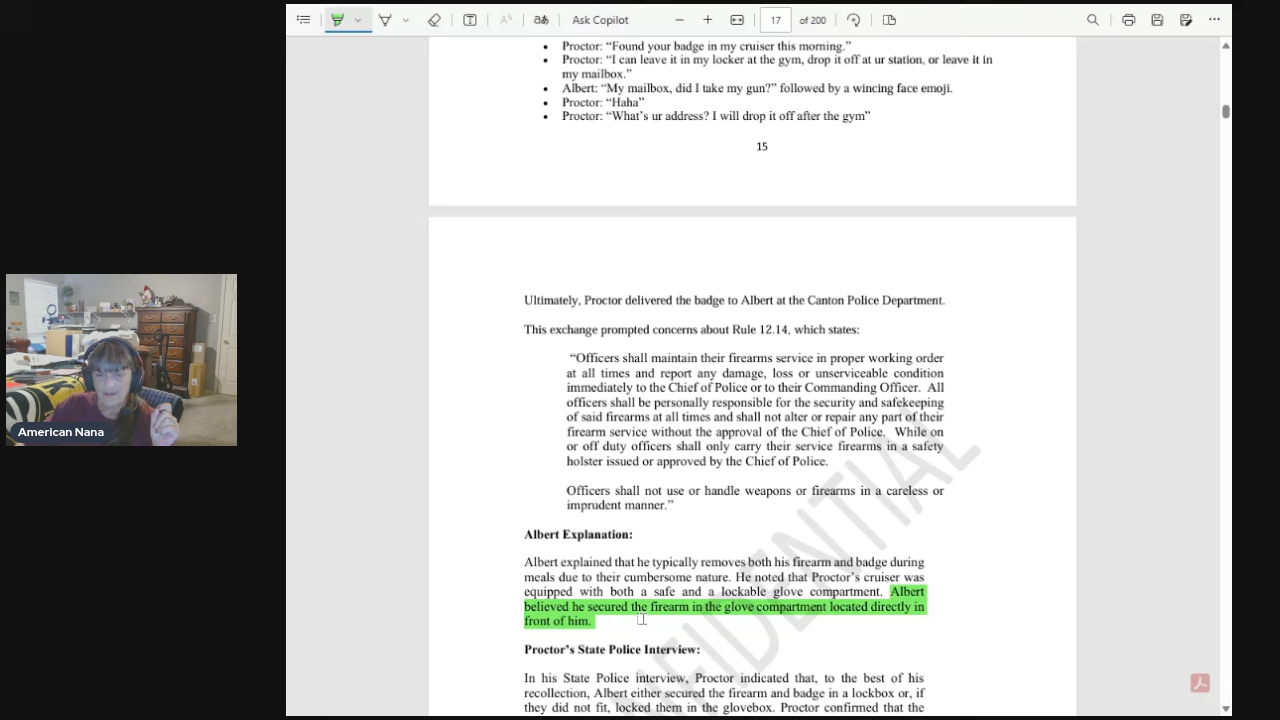 Ask Copilot
17 of 200
• Proctor: “Found your badge in my cruiser this morning.”
• Proctor: “I can leave it in my locker at the gym, drop it off at ur station, or leave it in
my mailbox.”
• Albert: “My mailbox, did I take my gun?” followed by a wincing face emoji.
• Proctor: “Haha”
• Proctor: “What’s ur address? I will drop it off after the gym”
15
Ultimately, Proctor delivered the badge to Albert at the Canton Police Department.
This exchange prompted concerns about Rule 12.14, which states:
“Officers shall maintain their firearms service in proper working order
at all times and report any damage, loss or unserviceable condition
immediately to the Chief of Police or to their Commanding Officer. All
officers shall be personally responsible for the security and safekeeping
of said firearms at all times and shall not alter or repair any part of their
firearm service without the approval of the Chief of Police. While on
or off duty officers shall only carry their service firearms in a safety
holster issued or approved by the Chief of Police.
Officers shall not use or handle weapons or firearms in a careless or
imprudent manner.”
Albert Explanation:
Albert explained that he typically removes both his firearm and badge during
meals due to their cumbersome nature. He noted that Proctor’s cruiser was
equipped with both a safe and a lockable glove compartment. Albert
believed he secured the firearm in the glove compartment located directly in
front of him.
Proctor’s State Police Interview:
In his State Police interview, Proctor indicated that, to the best of his
recollection, Albert either secured the firearm and badge in a lockbox or, if
they did not fit, locked them in the glovebox. Proctor confirmed that the
NFIDENTIAL
American Nana